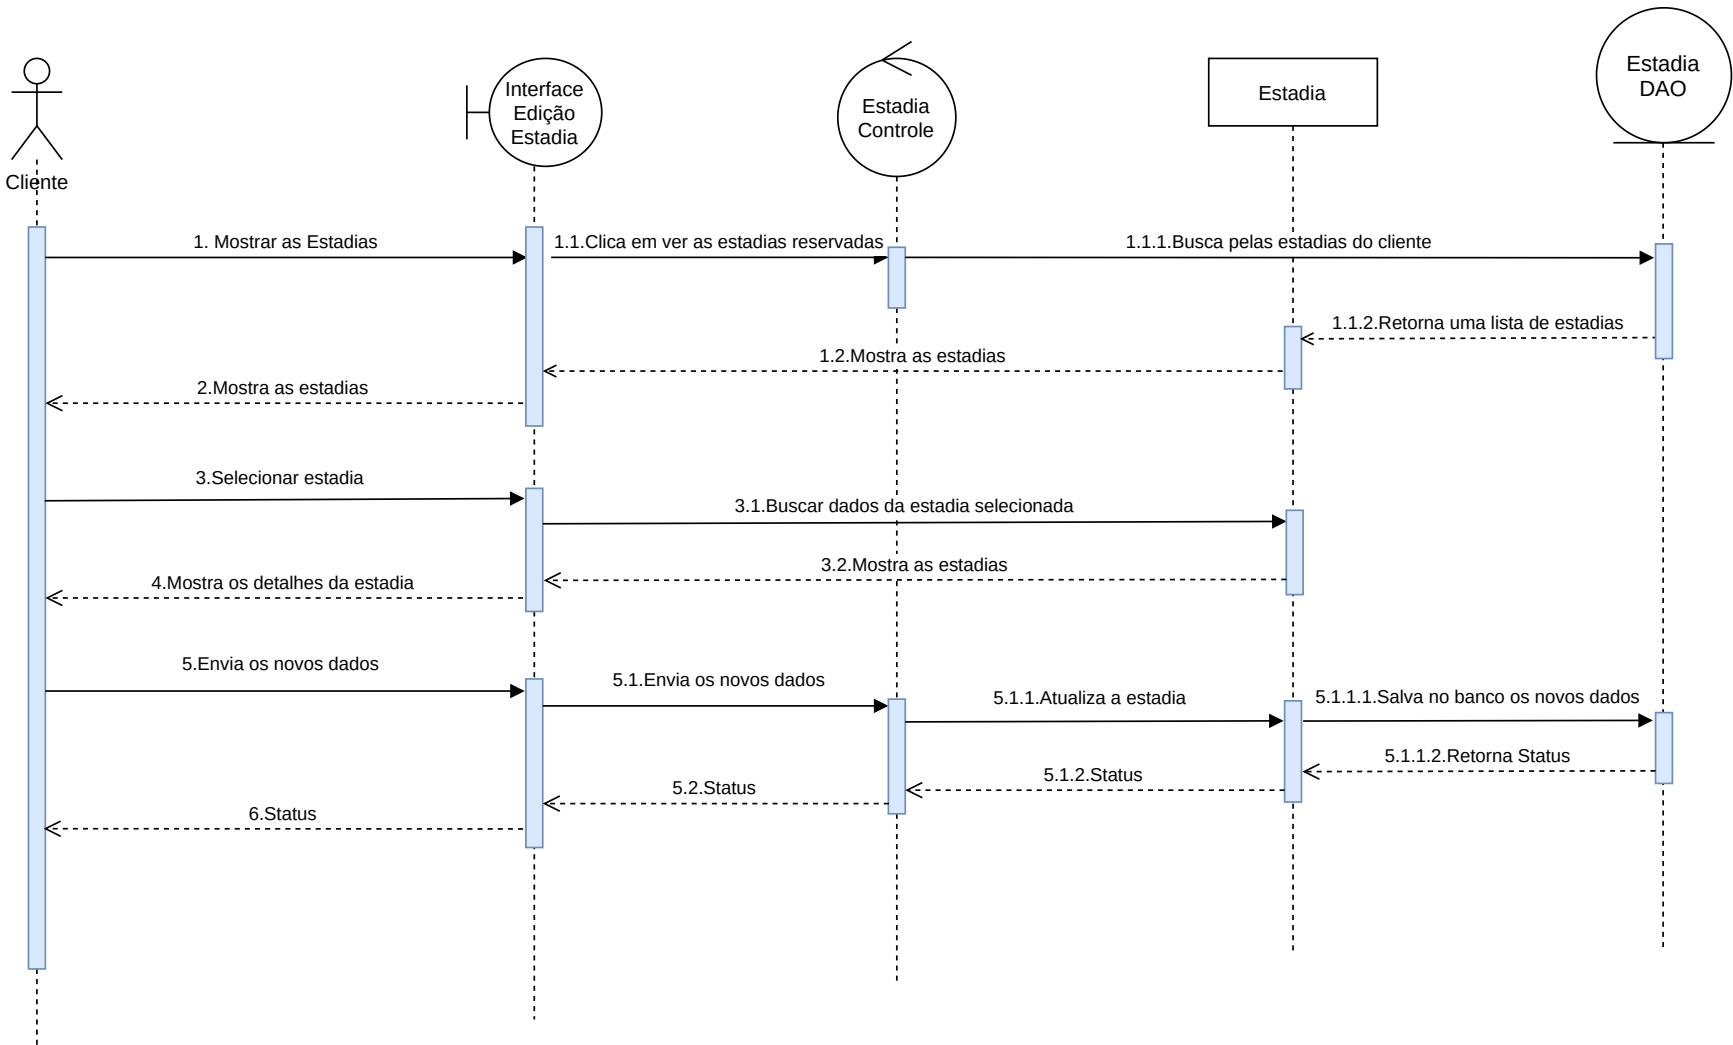 Cliente
Interface
Edição
Estadia
Estadia
Controle
Estadia
Estadia
DAO
1. Mostrar as Estadias
1.1.Clica em ver as estadias reservadas
1.1.1.Busca pelas estadias do cliente
1.1.2.Retorna uma lista de estadias
1.2.Mostra as estadias
2.Mostra as estadias
3.Selecionar estadia
3.1.Buscar dados da estadia selecionada
3.2.Mostra as estadias
4.Mostra os detalhes da estadia
5.Envia os novos dados
5.1.Envia os novos dados
5.1.1.Atualiza a estadia
5.1.1.1.Salva no banco os novos dados
5.1.1.2.Retorna Status
5.1.2.Status
5.2.Status
6.Status